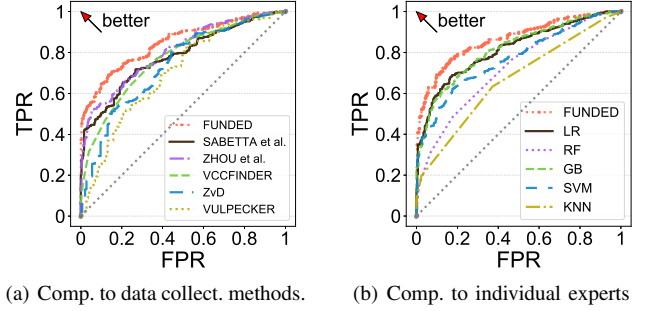 better
1
0.8
0.6
0.4
0.2
0
TPR
FUNDED
SABETTA et al.
ZHOU et al.
VCCFINDER
ZvD
VULPECKER
0 0.2 0.4 0.6 0.8 1
FPR
(a) Comp. to data collect. methods.
better
1
0.8
0.6
0.4
0.2
0
TPR
FUNDED
LR
RF
GB
SVM
KNN
0 0.2 0.4 0.6 0.8 1
FPR
(b) Comp. to individual experts